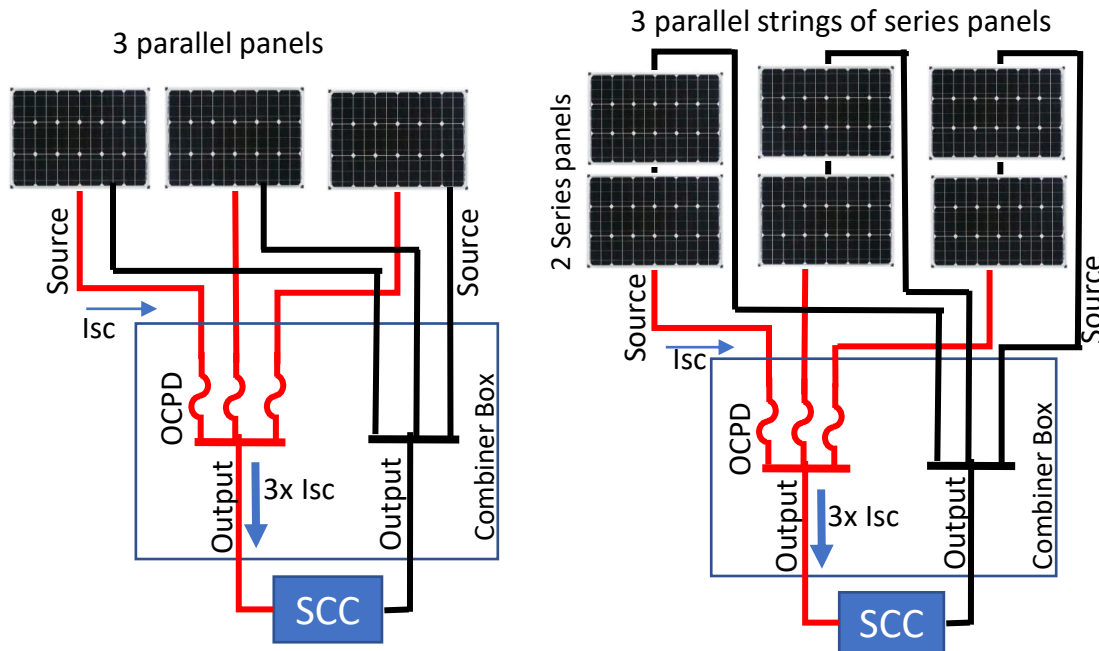 3 parallel panels
Source
Source
Isc
OCPD
Output
3x Isc
Output
Combiner Box
SCC
3 parallel strings of series panels
2 Series panels
Source
Source
Isc
OCPD
Output
3x Isc
Output
Combiner Box
SCC